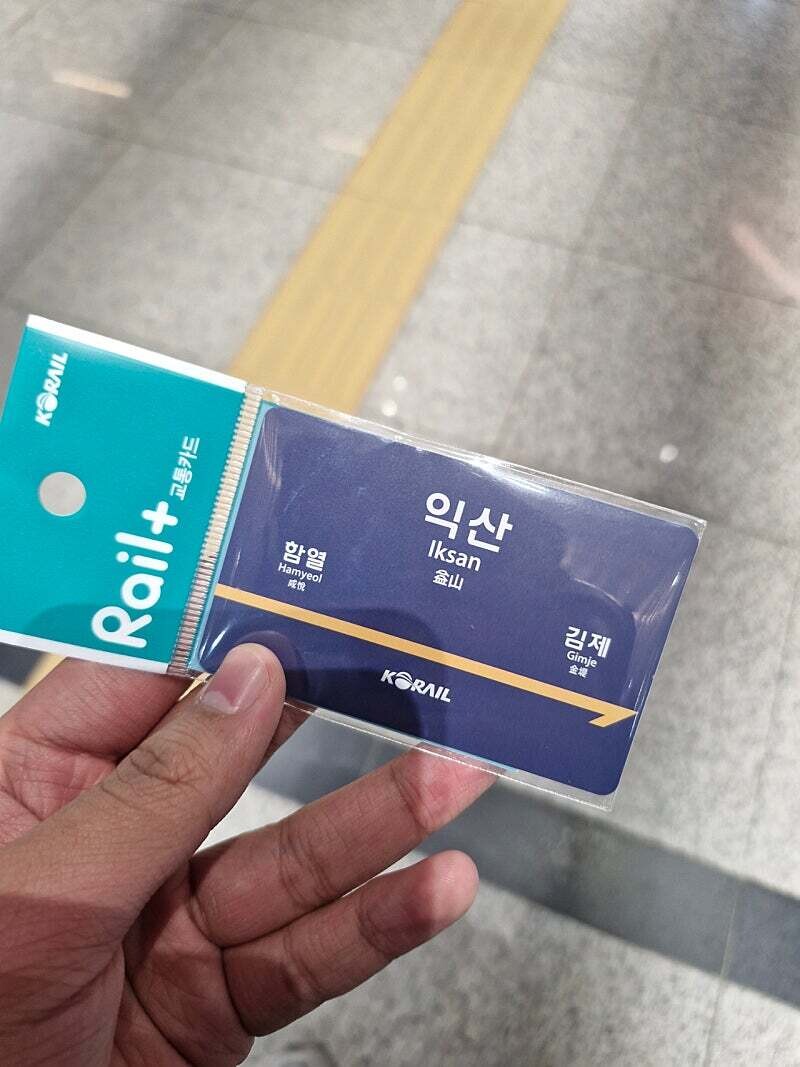 KORAIL
Rail+ 교통카드
익산
Iksan
益山
함열
Hamyeol
咸悅
김제
Gimje
金堤
KORAIL